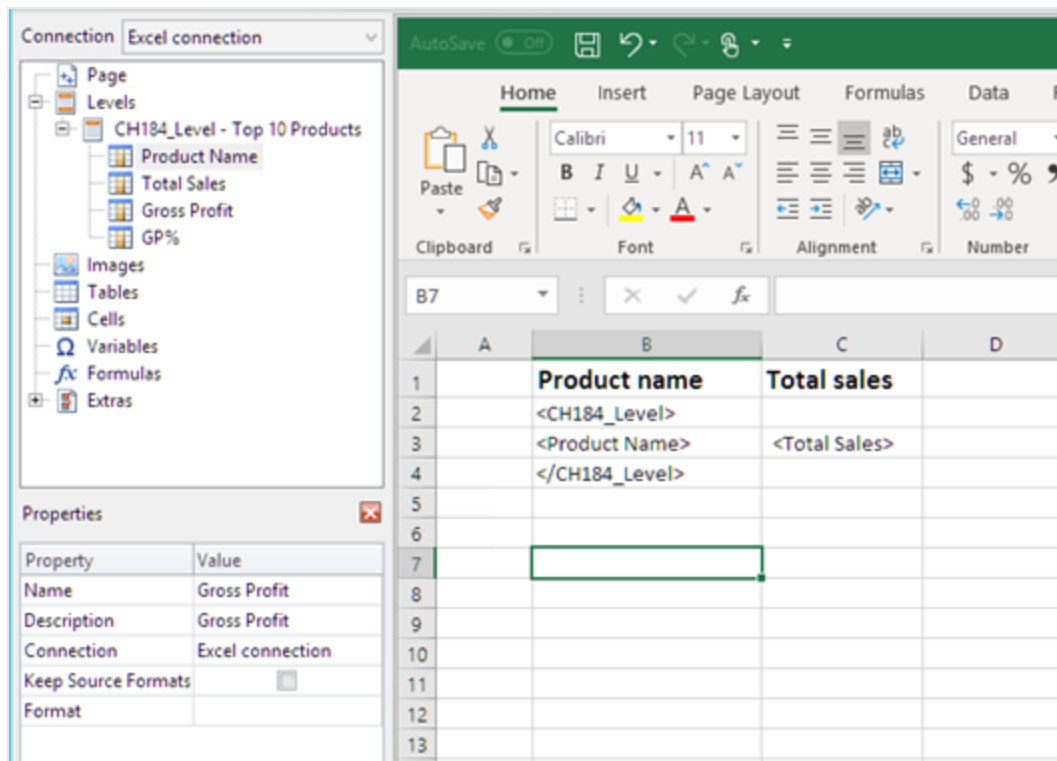 Connection Excel connection
Page
Levels
CH184_Level - Top 10 Products
Product Name
Total Sales
Gross Profit
GP%
Images
Tables
Cells
Variables
fx Formulas
Extras
Properties
Property Value
Name Gross Profit
Description Gross Profit
Connection Excel connection
Keep Source Formats
Format
AutoSave Off
Home Insert Page Layout Formulas Data
Calibri 11 ab General
Paste B I U A A $ %
A .00 .00
Clipboard Font Alignment Number
B7 fx
A B C D
1 Product name Total sales
2 <CH184_Level>
3 <Product Name> <Total Sales>
4 </CH184_Level>
5
6
7
8
9
10
11
12
13